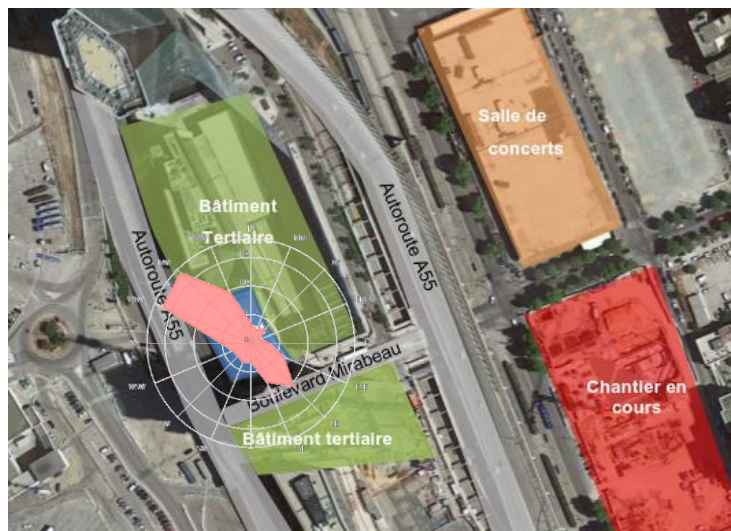 Salle de
concerts
Bâtiment
Tertiaire
Autoroute A55
Autoroute A55
Boulevard Mirabeau
Bâtiment tertiaire
Chantier en
cours